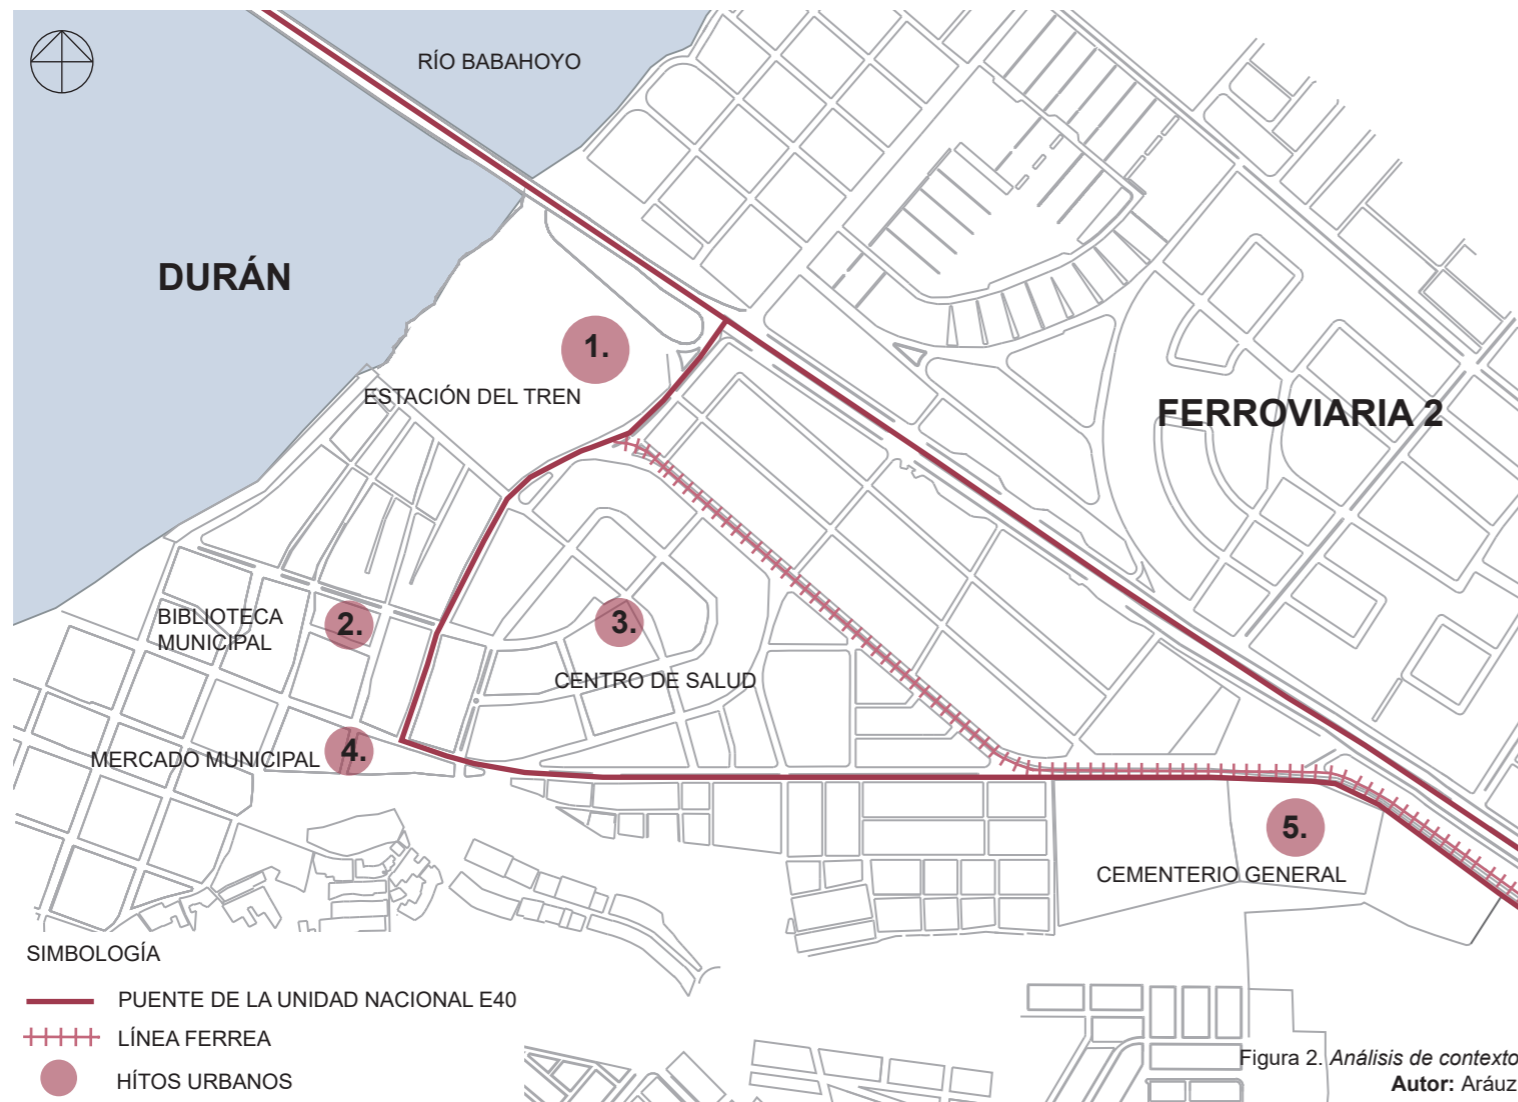 RÍO BABAHOYO
DURÁN
1.
ESTACIÓN DEL TREN
FERROVIARIA 2
BIBLIOTECA
MUNICIPAL
2.
3.
CENTRO DE SALUD
MERCADO MUNICIPAL
4.
5.
CEMENTERIO GENERAL
SIMBOLOGÍA
PUENTE DE LA UNIDAD NACIONAL E40
LÍNEA FERREA
HÍTOS URBANOS
Figura 2. Análisis de contexto
Autor: Aráuz